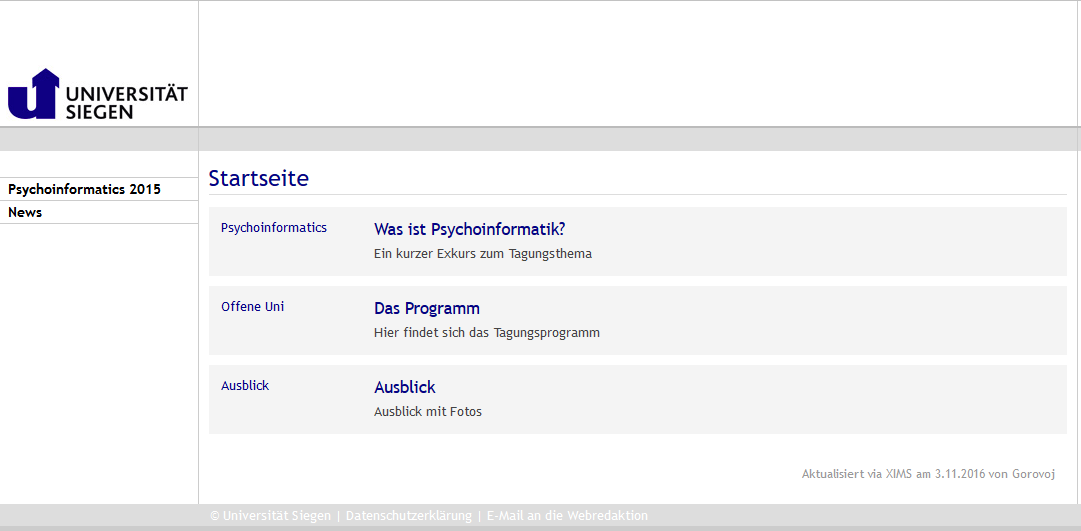 UNIVERSITÄT
SIEGEN
Psychoinformatics 2015
News
Startseite
Psychoinformatics
Was ist Psychoinformatik?
Ein kurzer Exkurs zum Tagungsthema
Offene Uni
Das Programm
Hier findet sich das Tagungsprogramm
Ausblick
Ausblick
Ausblick mit Fotos
Aktualisiert via XIMS am 3.11.2016 von Gorovoj
© Universität Siegen | Datenschutzerklärung | E-Mail an die Webredaktion